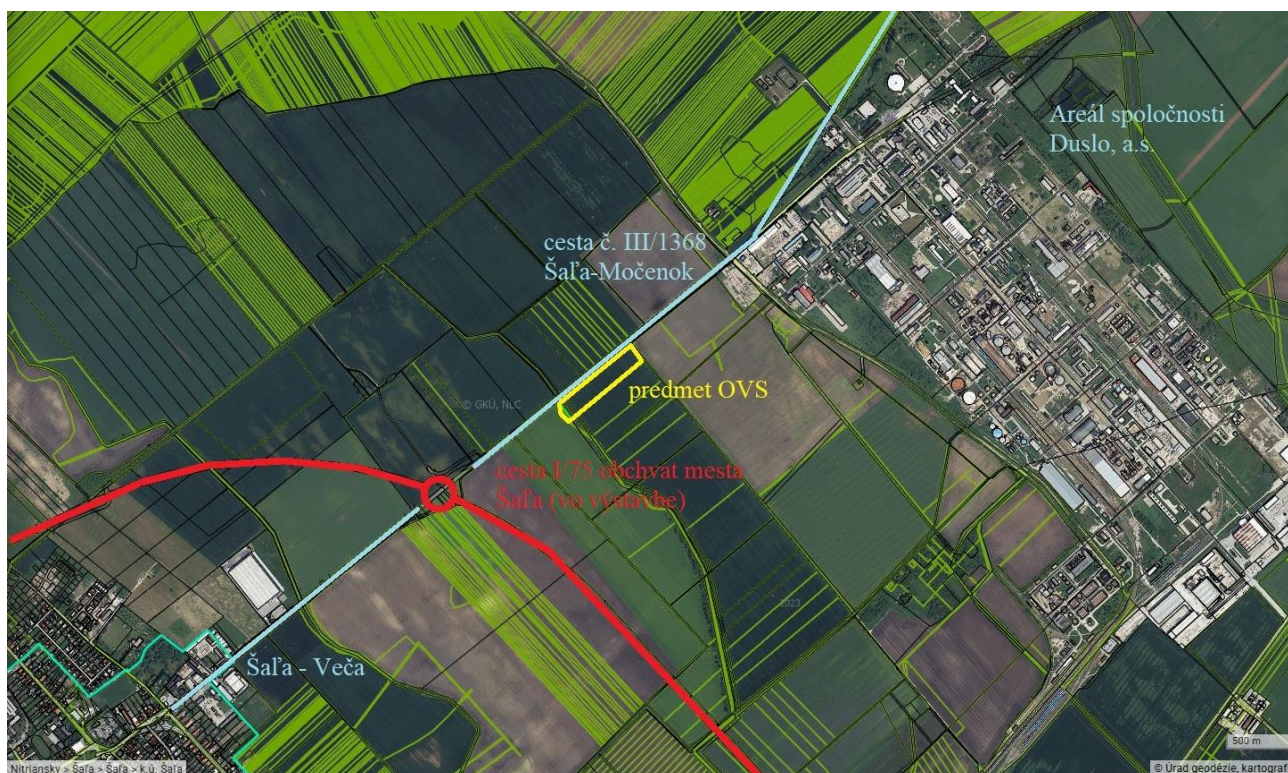 Areál spoločnosti
Duslo, a.s.
cesta č. III/1368
Šaľa-Močenok
predmet OVS
© GKÚ, NLC
cesta I/75 obchvat mesta
Šaľa (vo výstavbe)
2023
Šaľa - Veča
500 m
Nitriansky > Šaľa > Šaľa > k.ú. Šaľa
© Úrad geodézie, kartograf